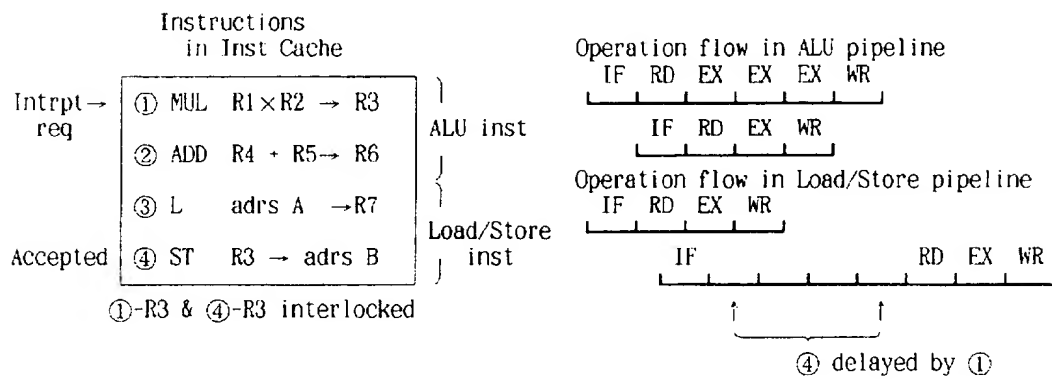 Instructions
in Inst Cache
Intrpt→
req
① MUL R1×R2 → R3
② ADD R4 + R5→ R6
③ L adrs A →R7
Accepted
④ ST R3 → adrs B
ALU inst
Load/Store
inst
①-R3 & ④-R3 interlocked
Operation flow in ALU pipeline
IF RD EX EX EX WR
IF RD EX WR
Operation flow in Load/Store pipeline
IF RD EX WR
IF RD EX WR
④ delayed by ①